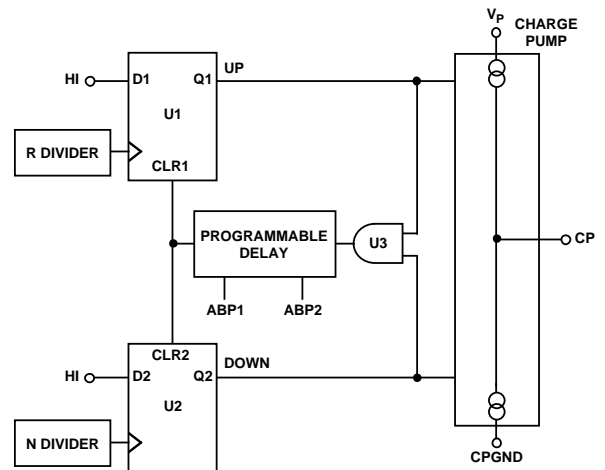 VP
CHARGE
PUMP
HI
D1
Q1
UP
U1
R DIVIDER
CLR1
PROGRAMMABLE
DELAY
U3
CP
ABP1
ABP2
CLR2
DOWN
HI
D2
Q2
U2
N DIVIDER
CPGND